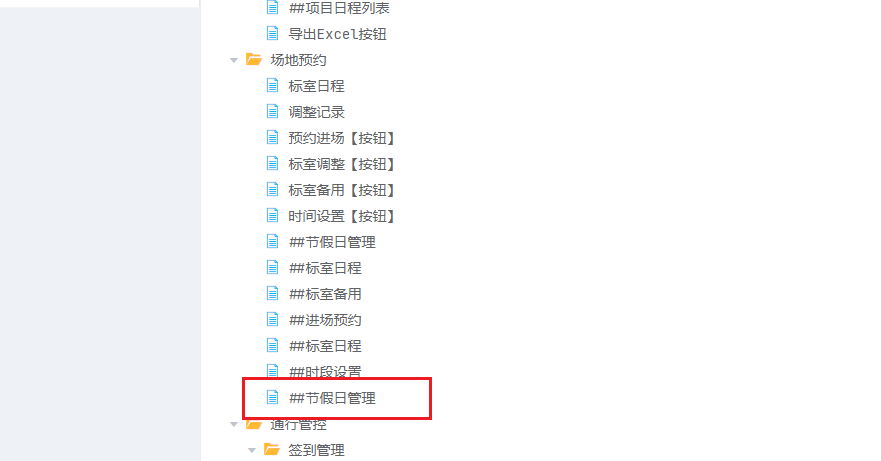 ##项目日程列表
导出Excel按钮
场地预约
标室日程
调整记录
预约进场【按钮】
标室调整【按钮】
标室备用【按钮】
时间设置【按钮】
##节假日管理
##标室日程
##标室备用
##进场预约
##标室日程
##时段设置
##节假日管理
通行管控
签到管理